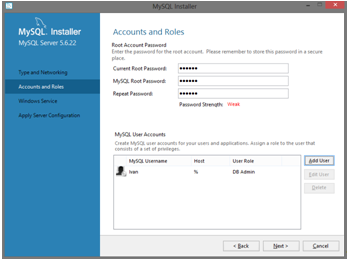 MySQL Installer
MySQL. Installer
MySQL Server 5.6.22
Type and Networking
Accounts and Roles
Windows Service
Apply Server Configuration
Accounts and Roles
Root Account Password
Enter the password for the root account. Please remember to store this password in a secure
place.
Current Root Password: ••••••
MySQL Root Password: ••••••
Repeat Password: ••••••
Password Strength: Weak
MySQL User Accounts
Create MySQL user accounts for your users and applications. Assign a role to the user that
consists of a set of privileges.
MySQL Username Host User Role
ivan % DB Admin
Add User
Edit User
Delete
< Back Next > Cancel